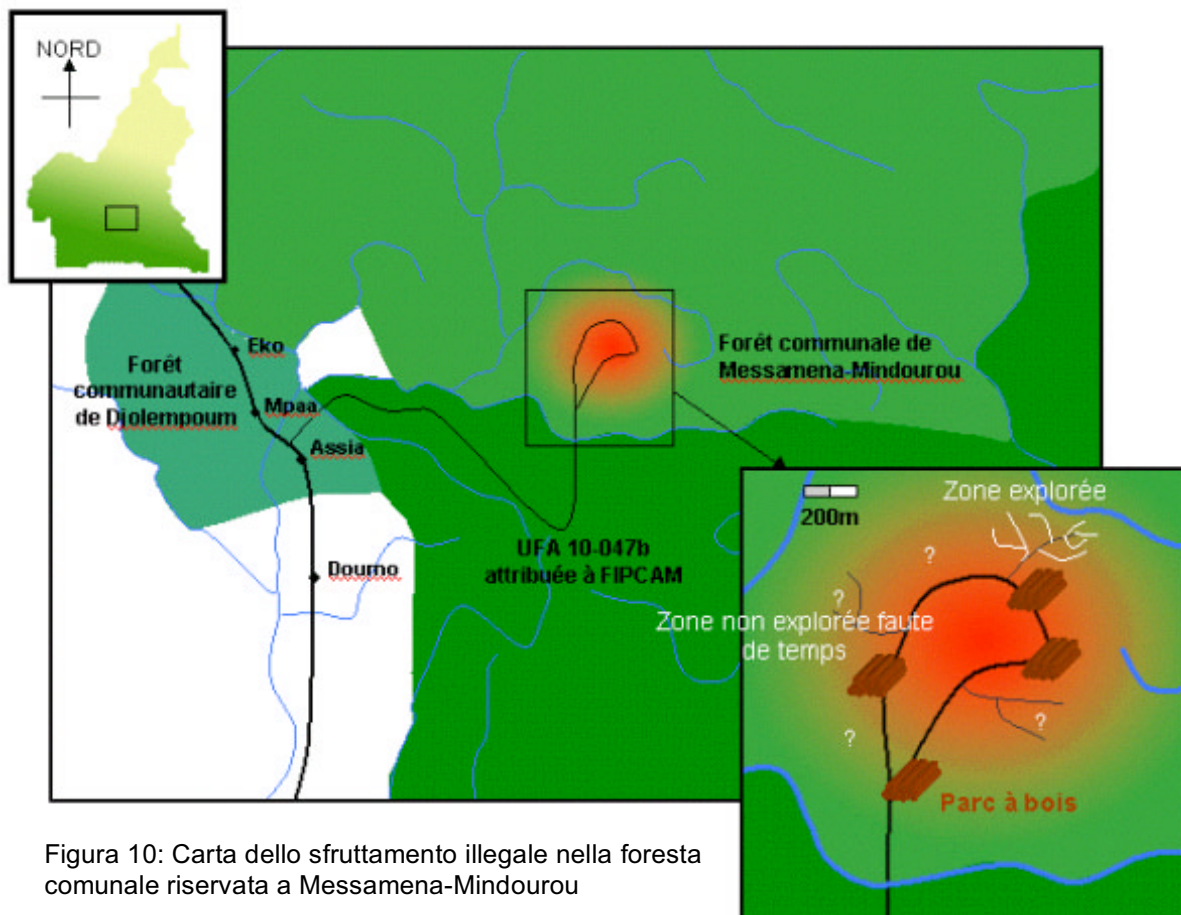 NORD
Eko
Forêt
communautaire
de Djolempoum
Mpaa
Assia
Doumo
Forêt communale de
Messamena-Mindourou
UFA 10-047b
attribuée à FIPCAM
200m
Zone explorée
?
?
Zone non explorée faute
de temps
?
?
Parc à bois
Figura 10: Carta dello sfruttamento illegale nella foresta
comunale riservata a Messamena-Mindourou